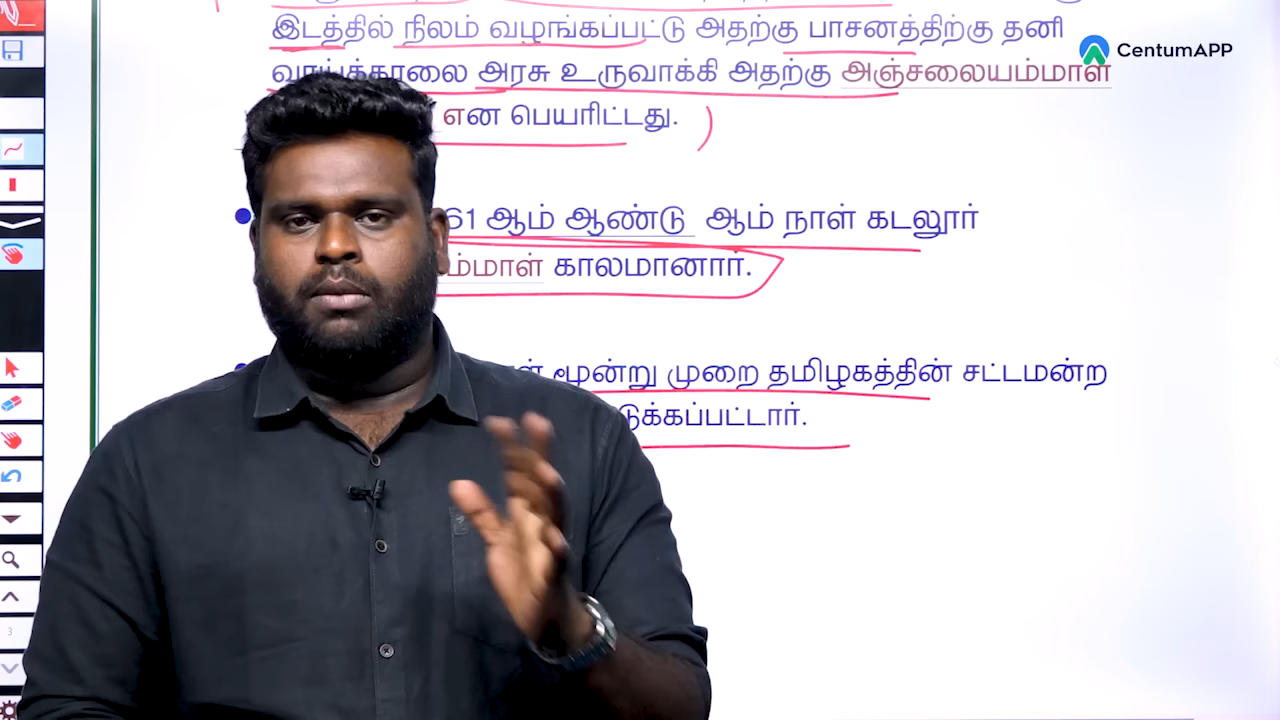 இடத்தில் நிலம் வழங்கப்பட்டு அதற்கு பாசனத்திற்கு தனி
CentumAPP
வாய்க்காலை அரசு உருவாக்கி அதற்கு அஞ்சலையம்மாள்
என பெயரிட்டது.
61 ஆம் ஆண்டு ஆம் நாள் கடலூர்
ம்மாள் காலமானார்.
மூன்று முறை தமிழகத்தின் சட்டமன்ற
டுக்கப்பட்டார்.
3